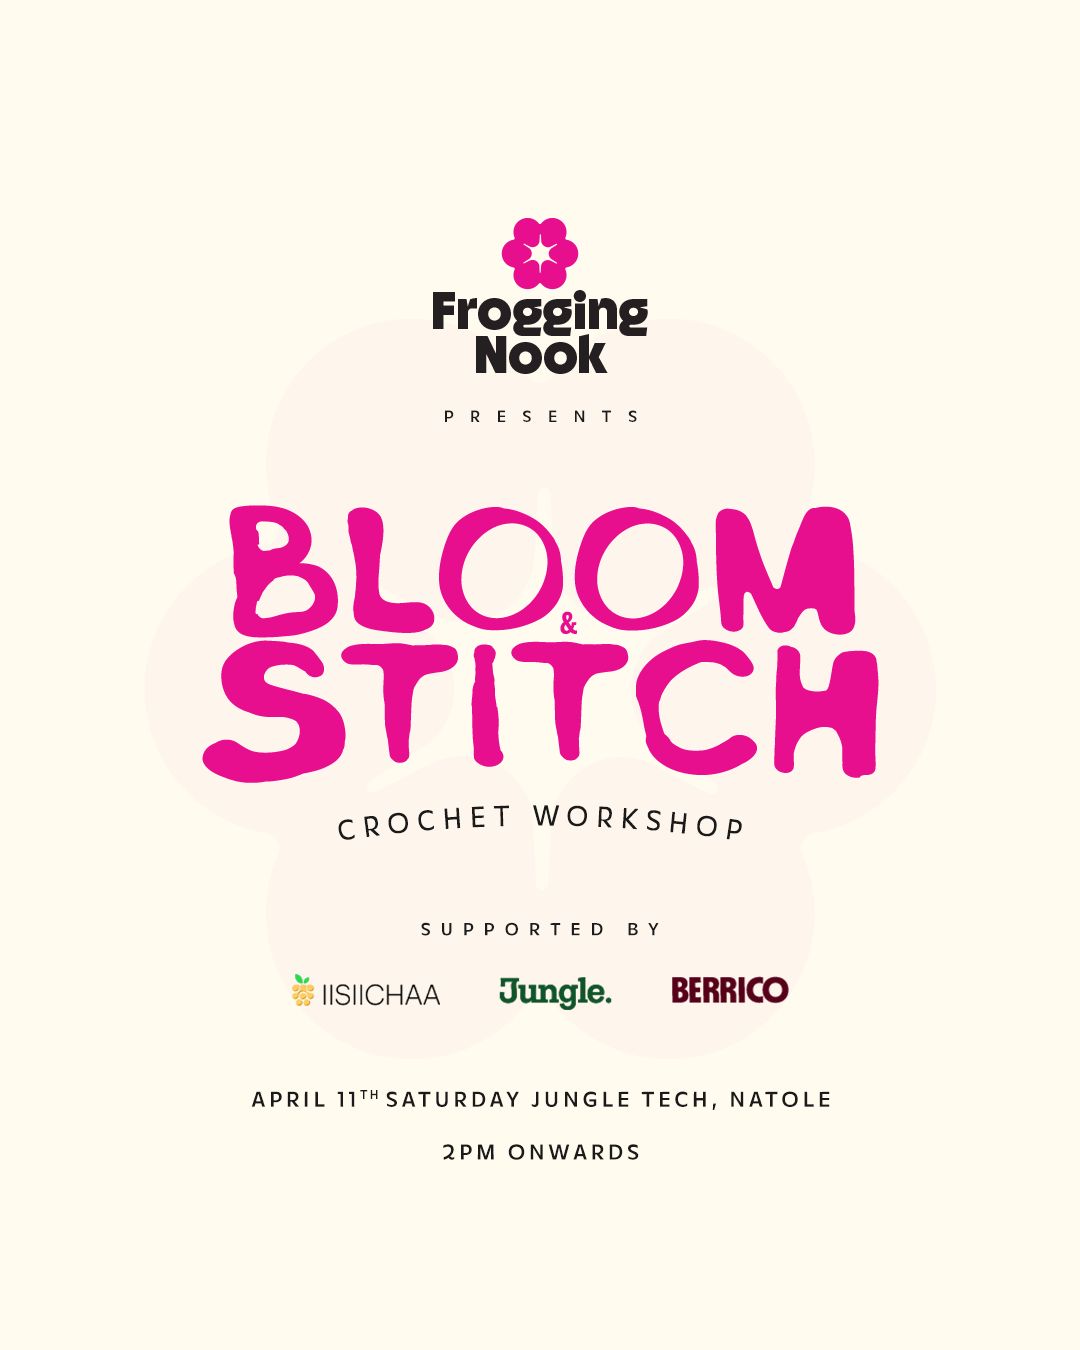 Frogging
Nook
PRESENTS
BLOOM
&
STITCH
CROCHET WORKSHOP
SUPPORTED BY
IISIICHAA
Jungle.
BERRICO
APRIL 11TH SATURDAY JUNGLE TECH, NATOLE
2PM ONWARDS